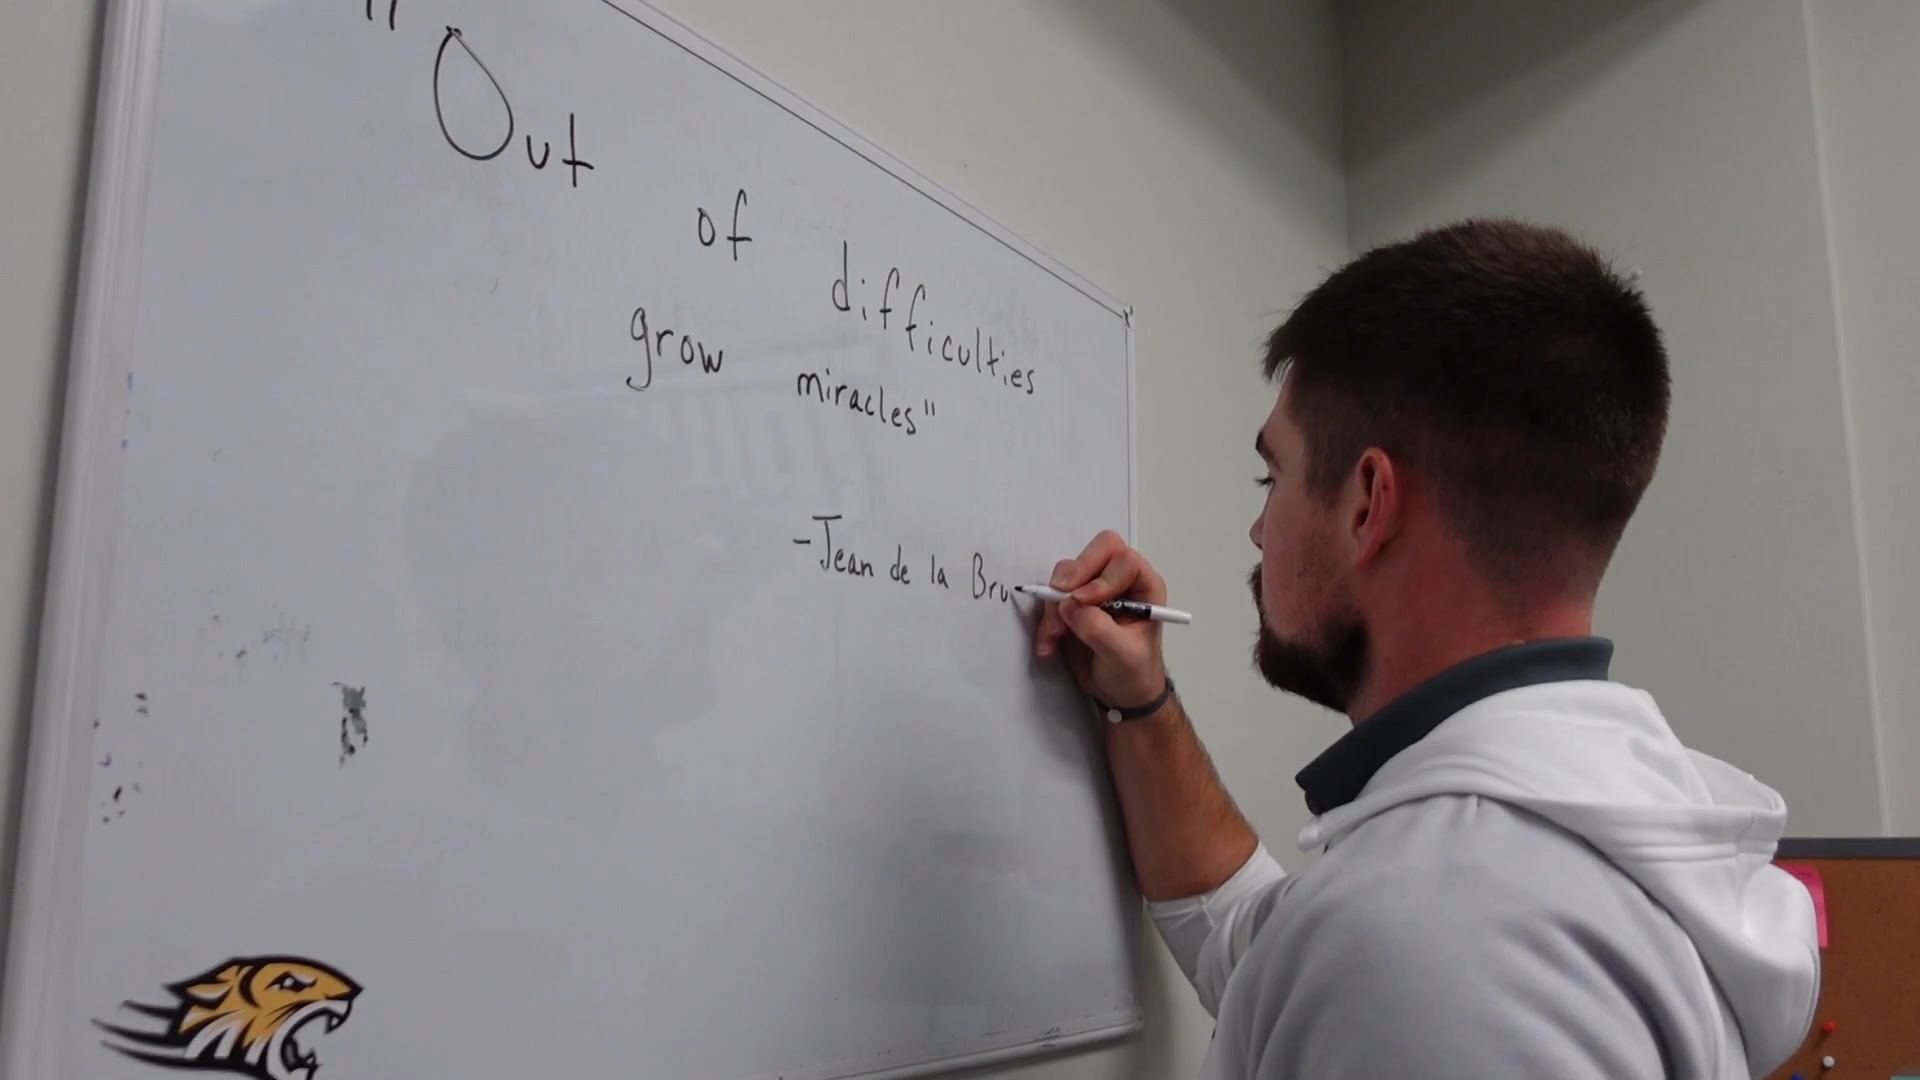 "Out of difficulties
grow miracles"
-Jean de la Bru